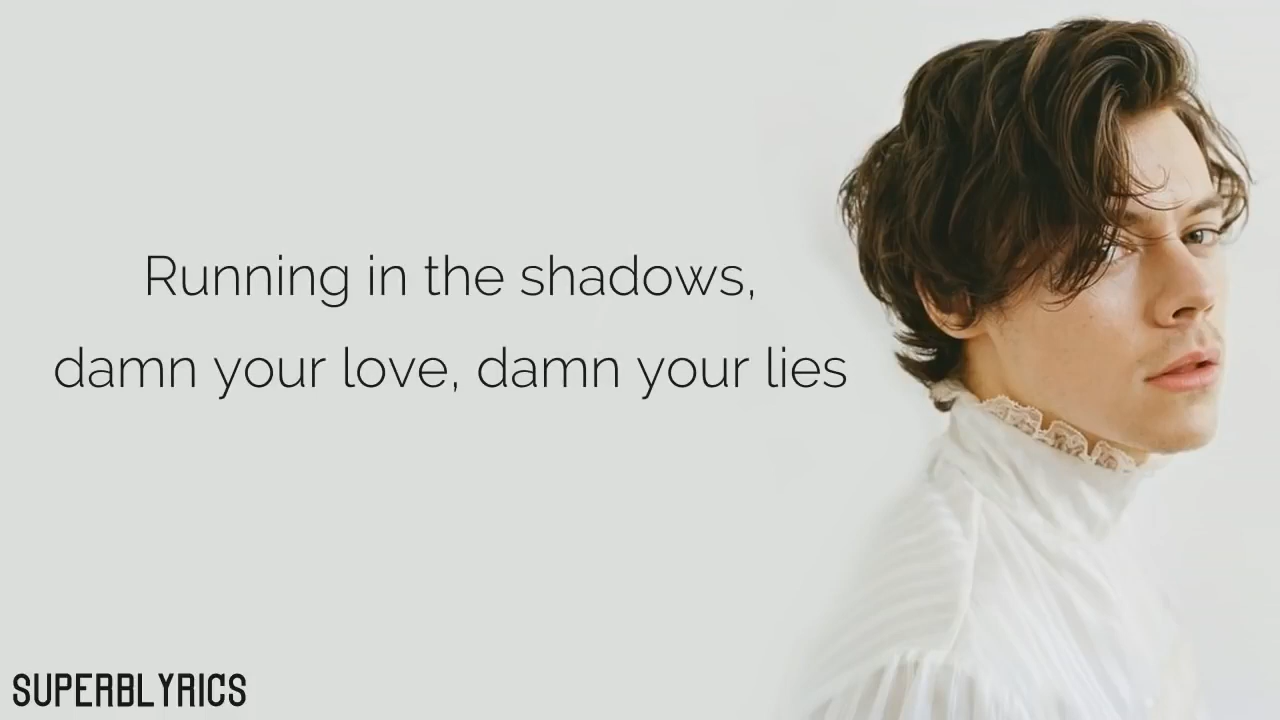 Running in the shadows,
damn your love, damn your lies
SUPERBLYRICS